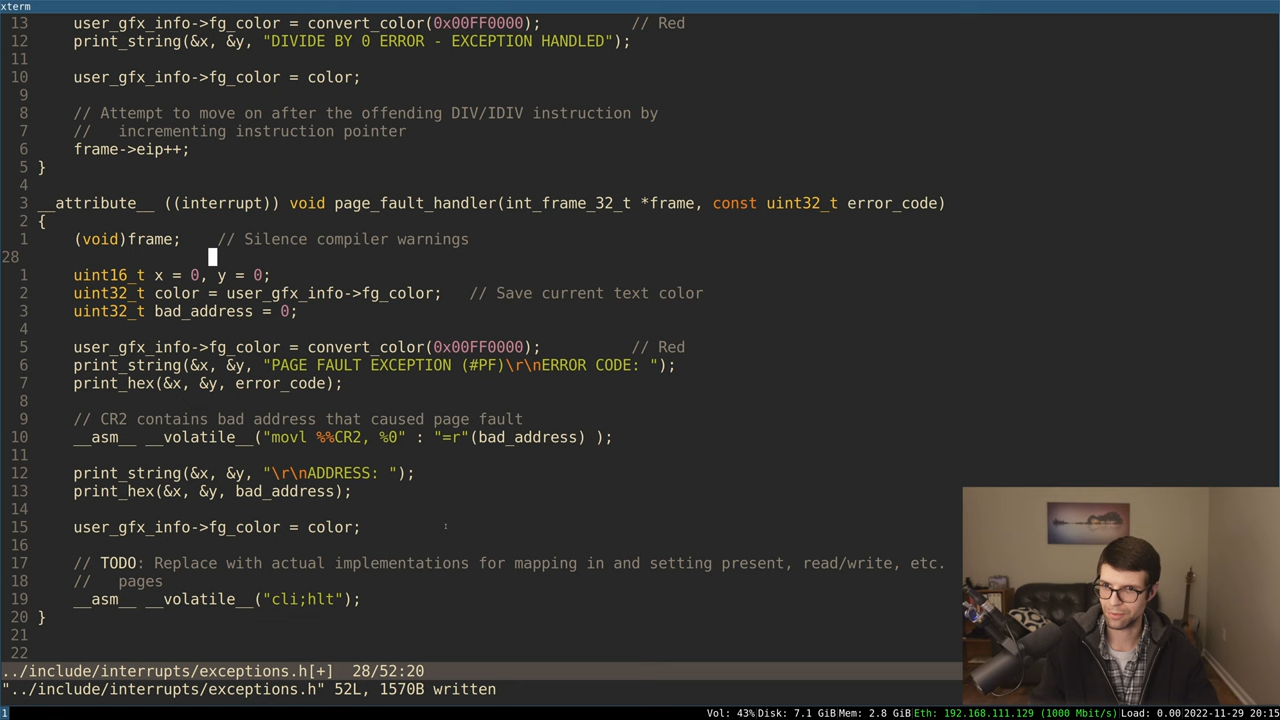 xterm
13     user_gfx_info->fg_color = convert_color(0x00FF0000);          // Red
12     print_string(&x, &y, "DIVIDE BY 0 ERROR - EXCEPTION HANDLED");
11
10     user_gfx_info->fg_color = color;
9
8     // Attempt to move on after the offending DIV/IDIV instruction by
7     //   incrementing instruction pointer
6     frame->eip++;
5 }
4
3 __attribute__ ((interrupt)) void page_fault_handler(int_frame_32_t *frame, const uint32_t error_code)
2 {
1     (void)frame;    // Silence compiler warnings
28
1     uint16_t x = 0, y = 0;
2     uint32_t color = user_gfx_info->fg_color;   // Save current text color
3     uint32_t bad_address = 0;
4
5     user_gfx_info->fg_color = convert_color(0x00FF0000);          // Red
6     print_string(&x, &y, "PAGE FAULT EXCEPTION (#PF)\r\nERROR CODE: ");
7     print_hex(&x, &y, error_code);
8
9     // CR2 contains bad address that caused page fault
10     __asm__ __volatile__("movl %%CR2, %0" : "=r"(bad_address) );
11
12     print_string(&x, &y, "\r\nADDRESS: ");
13     print_hex(&x, &y, bad_address);
14
15     user_gfx_info->fg_color = color;
16
17     // TODO: Replace with actual implementations for mapping in and setting present, read/write, etc.
18     //   pages
19     __asm__ __volatile__("cli;hlt");
20 }
21
22
../include/interrupts/exceptions.h[+]  28/52:20
"../include/interrupts/exceptions.h" 52L, 1570B written
1 Vol: 43% Disk: 7.1 GiB Mem: 2.8 GiB Eth: 192.168.111.129 (1000 Mbit/s) Load: 0.00 2022-11-29 20:15